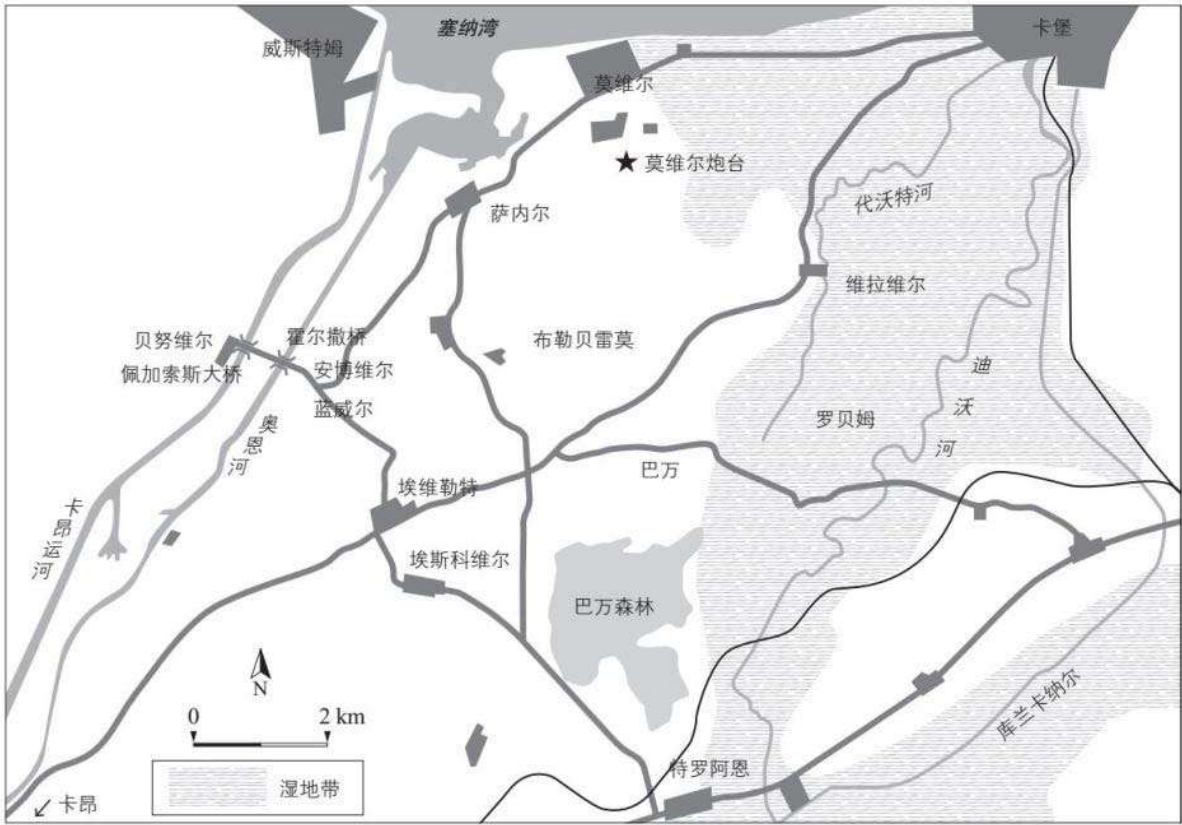 塞纳湾
卡堡
威斯特姆
莫维尔
莫维尔炮台
代沃特河
萨内尔
维拉维尔
贝努维尔
霍尔撒桥
布勒贝雷莫
佩加索斯大桥
安博维尔
迪沃河
蓝威尔
罗贝姆
奥恩河
巴万
埃维勒特
卡昂运河
埃斯科维尔
巴万森林
N
0
2 km
库兰卡纳尔
特罗阿恩
湿地带
卡昂